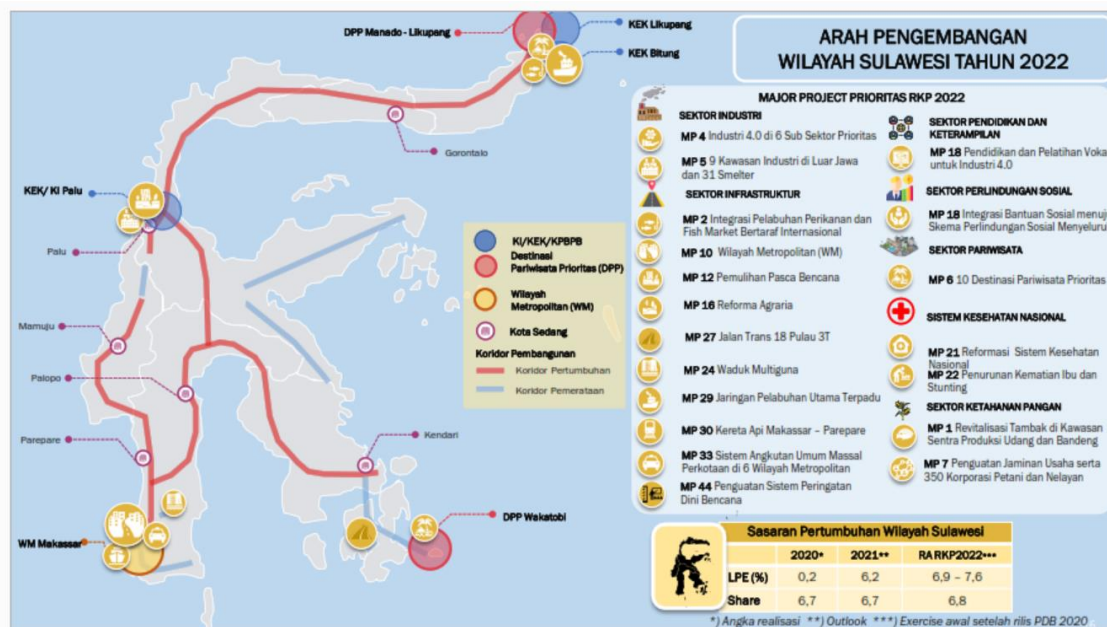 ARAH PENGEMBANGAN
WILAYAH SULAWESI TAHUN 2022
DPP Manado - Likupang
KEK Likupang
KEK Bitung
Gorontalo
KEK/ KI Palu
Palu
Mamuju
Palopo
Parepare
Kendari
WM Makassar
DPP Wakatobi
KI/KEK/KPBPB
Destinasi
Pariwisata Prioritas (DPP)
Wilayah
Metropolitan (WM)
Kota Sedang
Koridor Pembangunan
Koridor Pertumbuhan
Koridor Pemerataan
MAJOR PROJECT PRIORITAS RKP 2022
SEKTOR INDUSTRI
MP 4 Industri 4.0 di 6 Sub Sektor Prioritas
MP 5 9 Kawasan Industri di Luar Jawa
dan 31 Smelter
SEKTOR INFRASTRUKTUR
MP 2 Integrasi Pelabuhan Perikanan dan
Fish Market Bertaraf Internasional
MP 10 Wilayah Metropolitan (WM)
MP 12 Pemulihan Pasca Bencana
MP 16 Reforma Agraria
MP 27 Jalan Trans 18 Pulau 3T
MP 24 Waduk Multiguna
MP 29 Jaringan Pelabuhan Utama Terpadu
MP 30 Kereta Api Makassar – Parepare
MP 33 Sistem Angkutan Umum Massal
Perkotaan di 6 Wilayah Metropolitan
MP 44 Penguatan Sistem Peringatan
Dini Bencana
SEKTOR PENDIDIKAN DAN
KETERAMPILAN
MP 18 Pendidikan dan Pelatihan Voka
untuk Industri 4.0
SEKTOR PERLINDUNGAN SOSIAL
MP 18 Integrasi Bantuan Sosial menuj
Skema Perlindungan Sosial Menyeluru
SEKTOR PARIWISATA
MP 6 10 Destinasi Pariwisata Prioritas
SISTEM KESEHATAN NASIONAL
MP 21 Reformasi Sistem Kesehatan
Nasional
MP 22 Penurunan Kematian Ibu dan
Stunting
SEKTOR KETAHANAN PANGAN
MP 1 Revitalisasi Tambak di Kawasan
Sentra Produksi Udang dan Bandeng
MP 7 Penguatan Jaminan Usaha serta
350 Korporasi Petani dan Nelayan
Sasaran Pertumbuhan Wilayah Sulawesi
2020* 2021** RA RKP2022***
LPE (%) 0,2 6,2 6,9 – 7,6
Share 6,7 6,7 6,8
*) Angka realisasi **) Outlook ***) Exercise awal setelah rilis PDB 2020